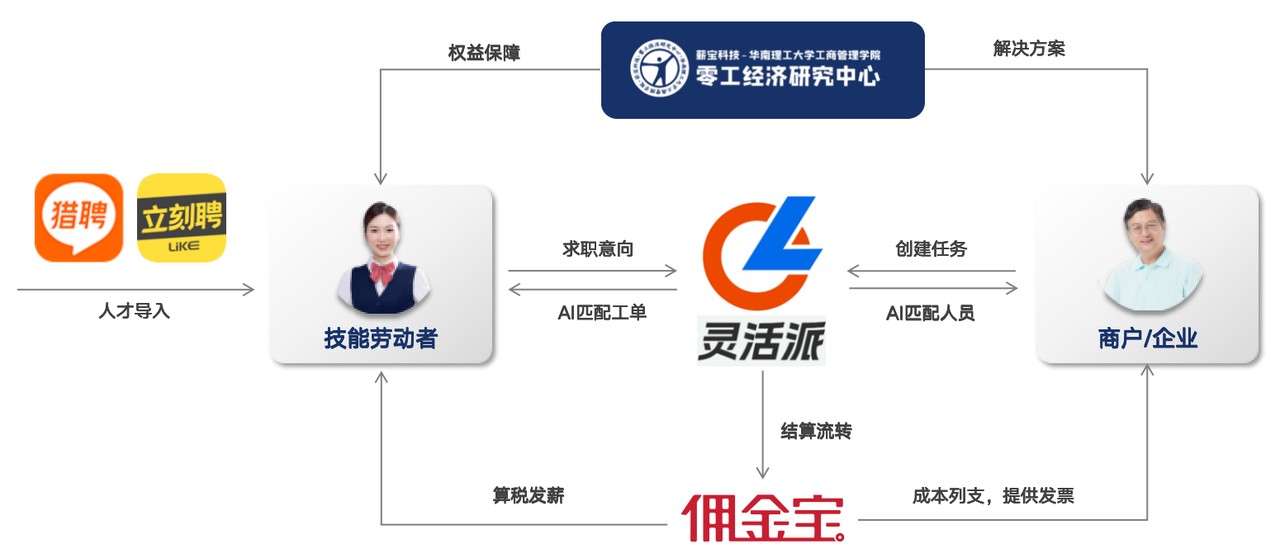 权益保障
薪宝科技-华南理工大学工商管理学院
零工经济研究中心
解决方案
猎聘
立刻聘
LiKE
人才导入
技能劳动者
求职意向
AI匹配工单
灵活派
创建任务
AI匹配人员
商户/企业
结算流转
算税发薪
佣金宝
成本列支，提供发票